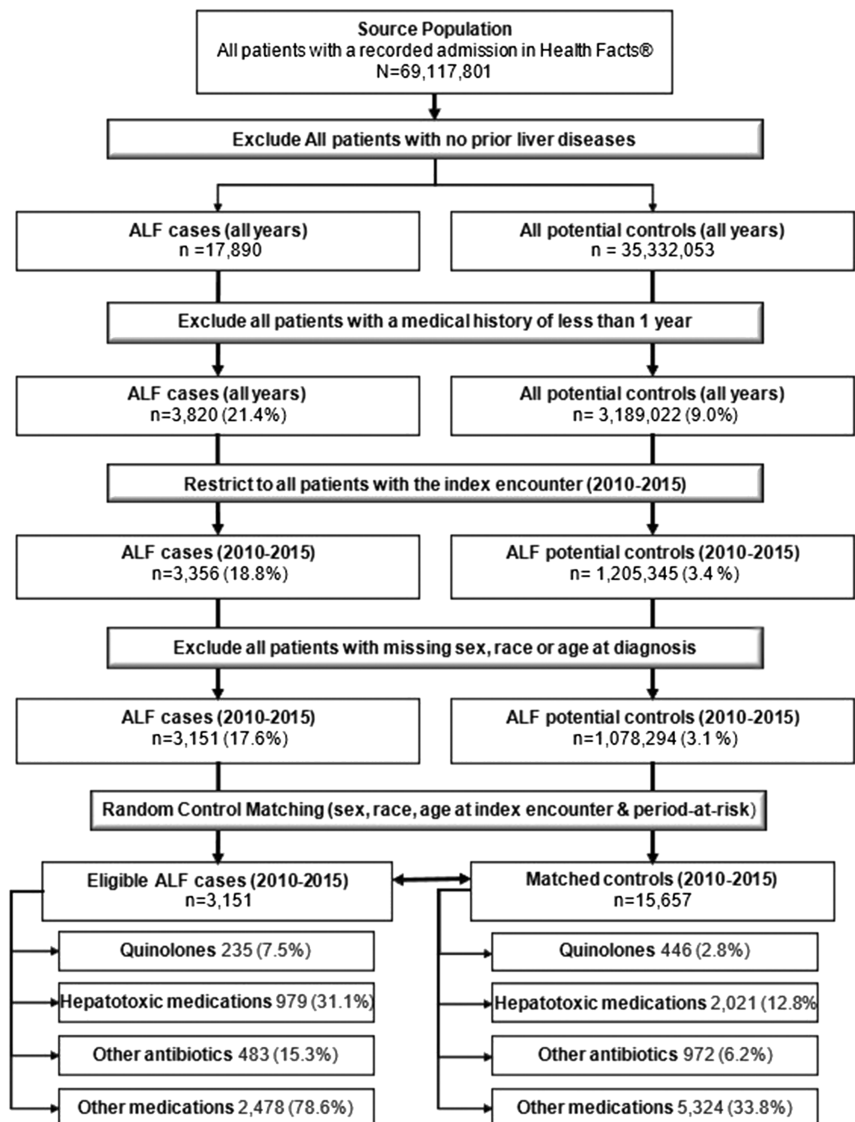 Source Population
All patients with a recorded admission in Health Facts®
N=69,117,801
Exclude All patients with no prior liver diseases
ALF cases (all years)
n =17,890
All potential controls (all years)
n = 35,332,053
Exclude all patients with a medical history of less than 1 year
ALF cases (all years)
n=3,820 (21.4%)
All potential controls (all years)
n= 3,189,022 (9.0%)
Restrict to all patients with the index encounter (2010-2015)
ALF cases (2010-2015)
n=3,356 (18.8%)
ALF potential controls (2010-2015)
n= 1,205,345 (3.4 %)
Exclude all patients with missing sex, race or age at diagnosis
ALF cases (2010-2015)
n=3,151 (17.6%)
ALF potential controls (2010-2015)
n=1,078,294 (3.1 %)
Random Control Matching (sex, race, age at index encounter & period-at-risk)
Eligible ALF cases (2010-2015)
n=3,151
Matched controls (2010-2015)
n=15,657
Quinolones 235 (7.5%)
Hepatotoxic medications 979 (31.1%)
Other antibiotics 483 (15.3%)
Other medications 2,478 (78.6%)
Quinolones 446 (2.8%)
Hepatotoxic medications 2,021 (12.8%
Other antibiotics 972 (6.2%)
Other medications 5,324 (33.8%)